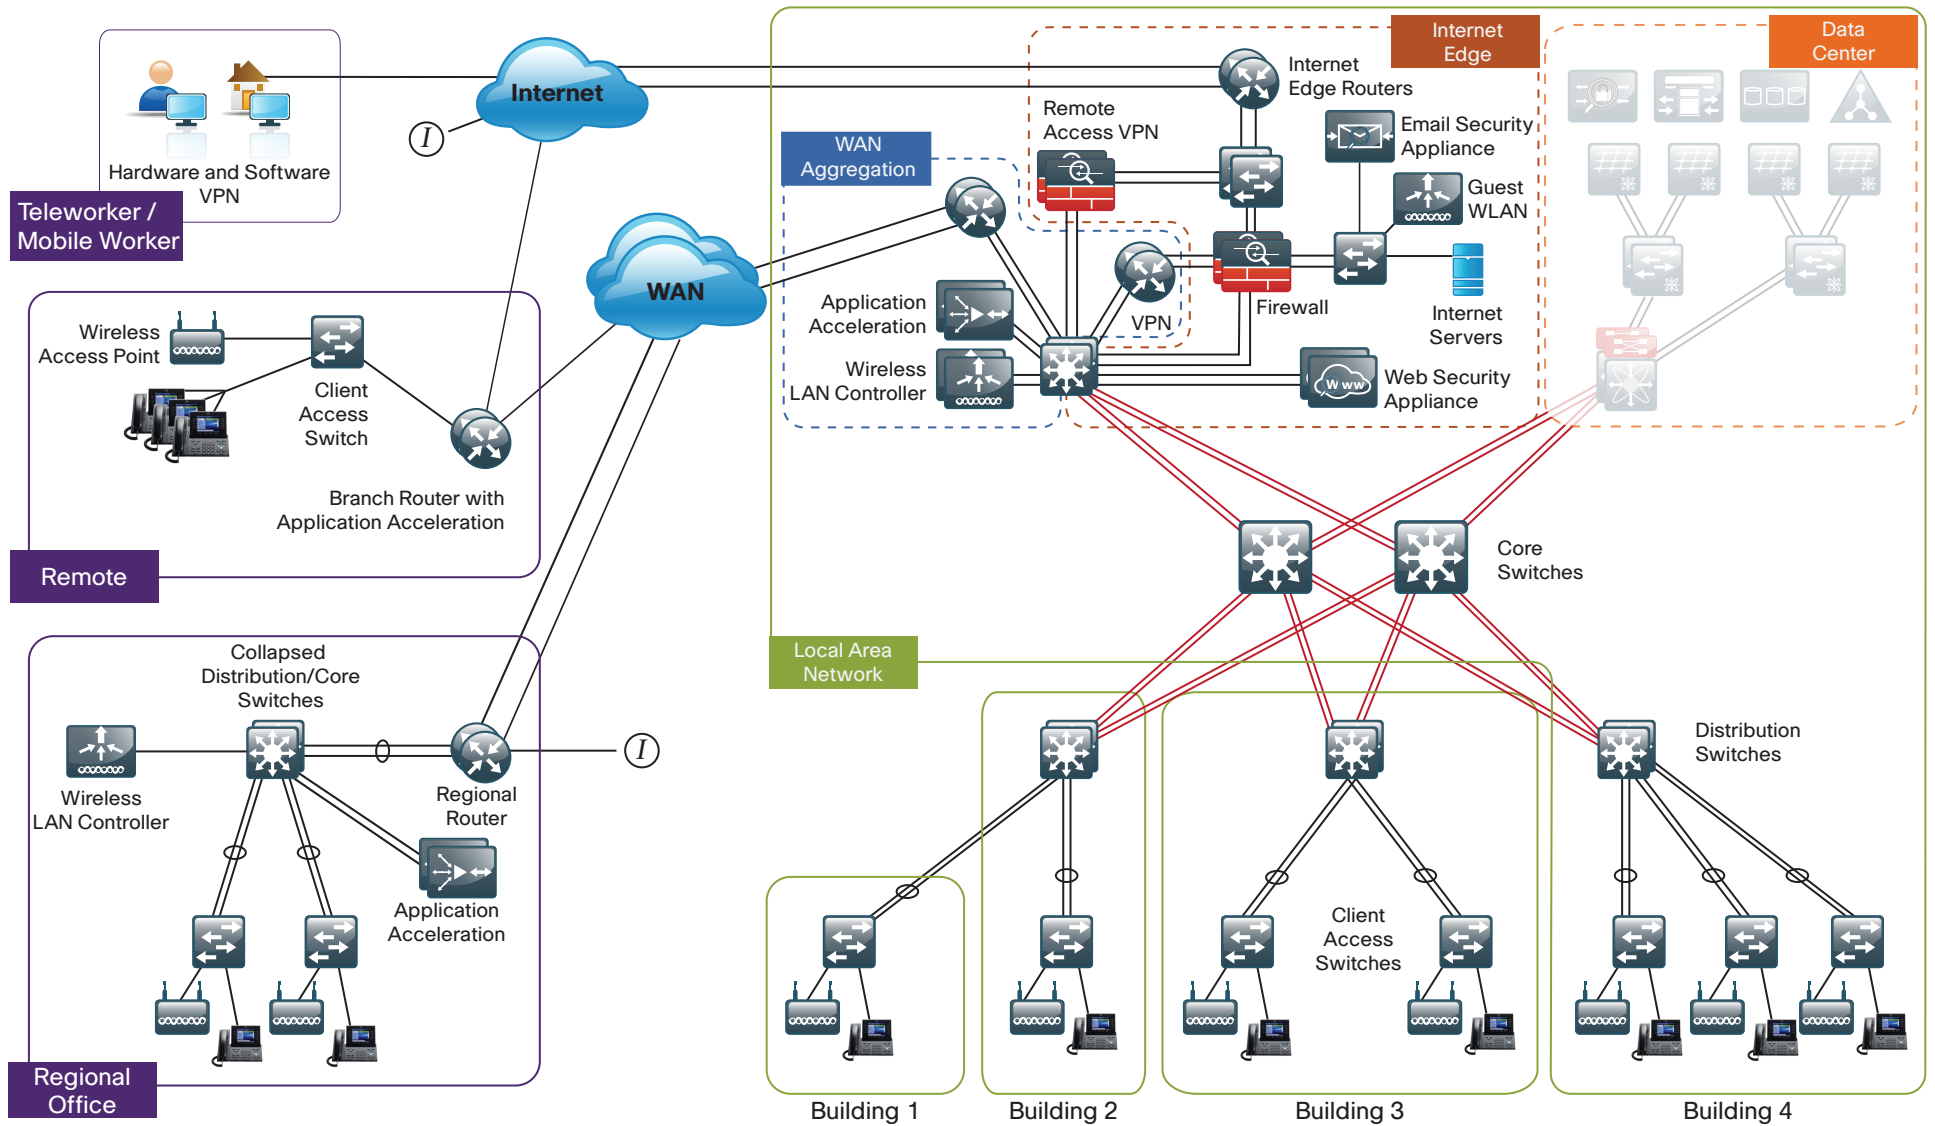 Hardware and Software
VPN
Teleworker /
Mobile Worker
Internet
I
WAN
Wireless
Access Point
Client
Access
Switch
Branch Router with
Application Acceleration
Remote
Collapsed
Distribution/Core
Switches
Wireless
LAN Controller
Regional
Router
I
Application
Acceleration
Regional
Office
Internet
Edge
Data
Center
Internet
Edge Routers
Remote
Access VPN
Email Security
Appliance
WAN
Aggregation
Guest
WLAN
Application
Acceleration
VPN
Firewall
Internet
Servers
Wireless
LAN Controller
W
ww
Web Security
Appliance
Core
Switches
Local Area
Network
Distribution
Switches
Client
Access
Switches
Building 1
Building 2
Building 3
Building 4